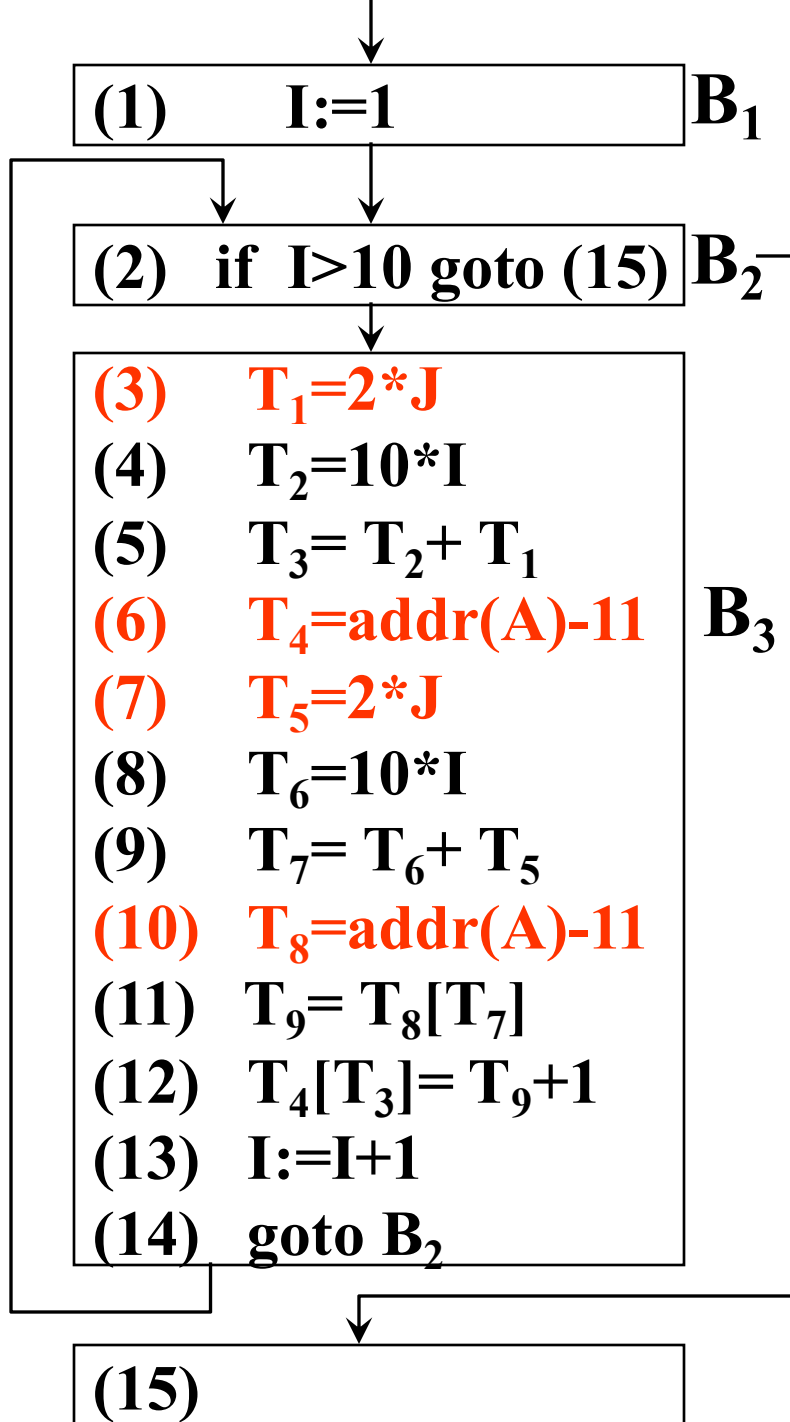 (1) I:=1 B₁
(2) if I>10 goto (15) B₂
(3) T₁=2*J
(4) T₂=10*I
(5) T₃= T₂+ T₁
(6) T₄=addr(A)-11 B₃
(7) T₅=2*J
(8) T₆=10*I
(9) T₇= T₆+ T₅
(10) T₈=addr(A)-11
(11) T₉= T₈[T₇]
(12) T₄[T₃]= T₉+1
(13) I:=I+1
(14) goto B₂
(15)